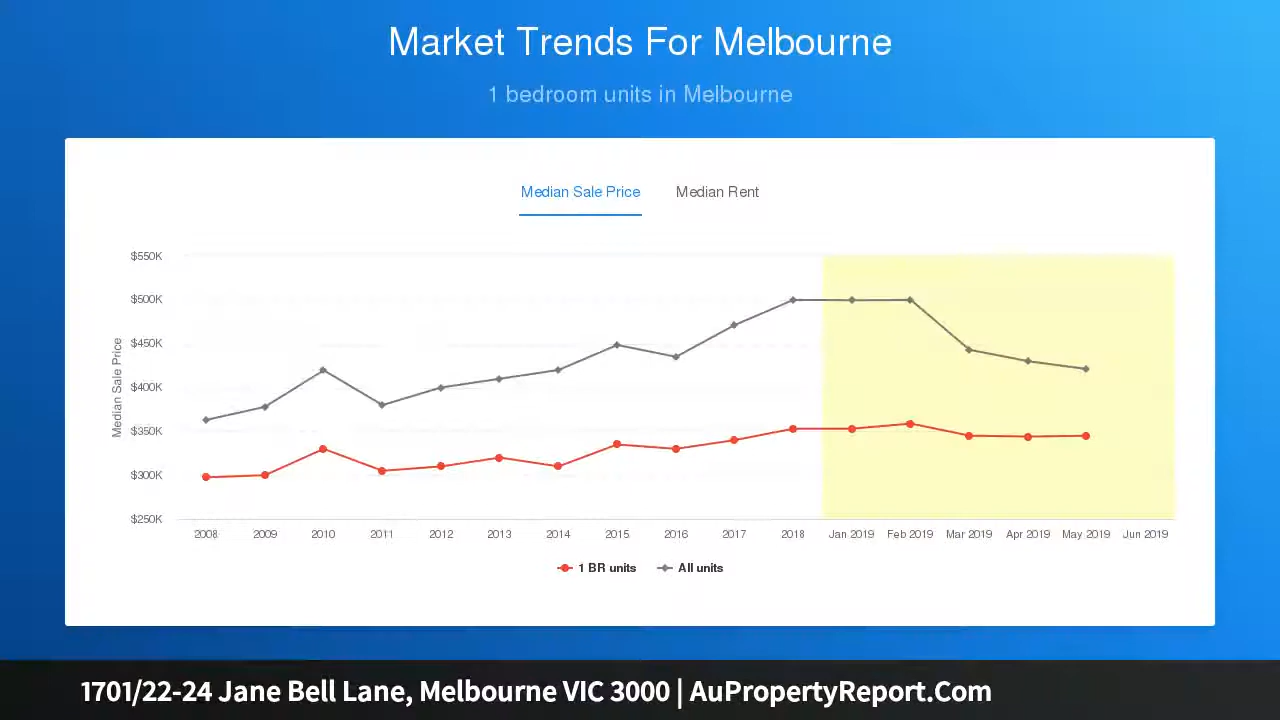 Market Trends For Melbourne
1 bedroom units in Melbourne
Median Sale Price Median Rent
$550K
$500K
$450K
$400K
$350K
$300K
$250K
Median Sale Price
2008 2009 2010 2011 2012 2013 2014 2015 2016 2017 2018 Jan 2019 Feb 2019 Mar 2019 Apr 2019 May 2019 Jun 2019
1 BR units All units
1701/22-24 Jane Bell Lane, Melbourne VIC 3000 | AuPropertyReport.Com